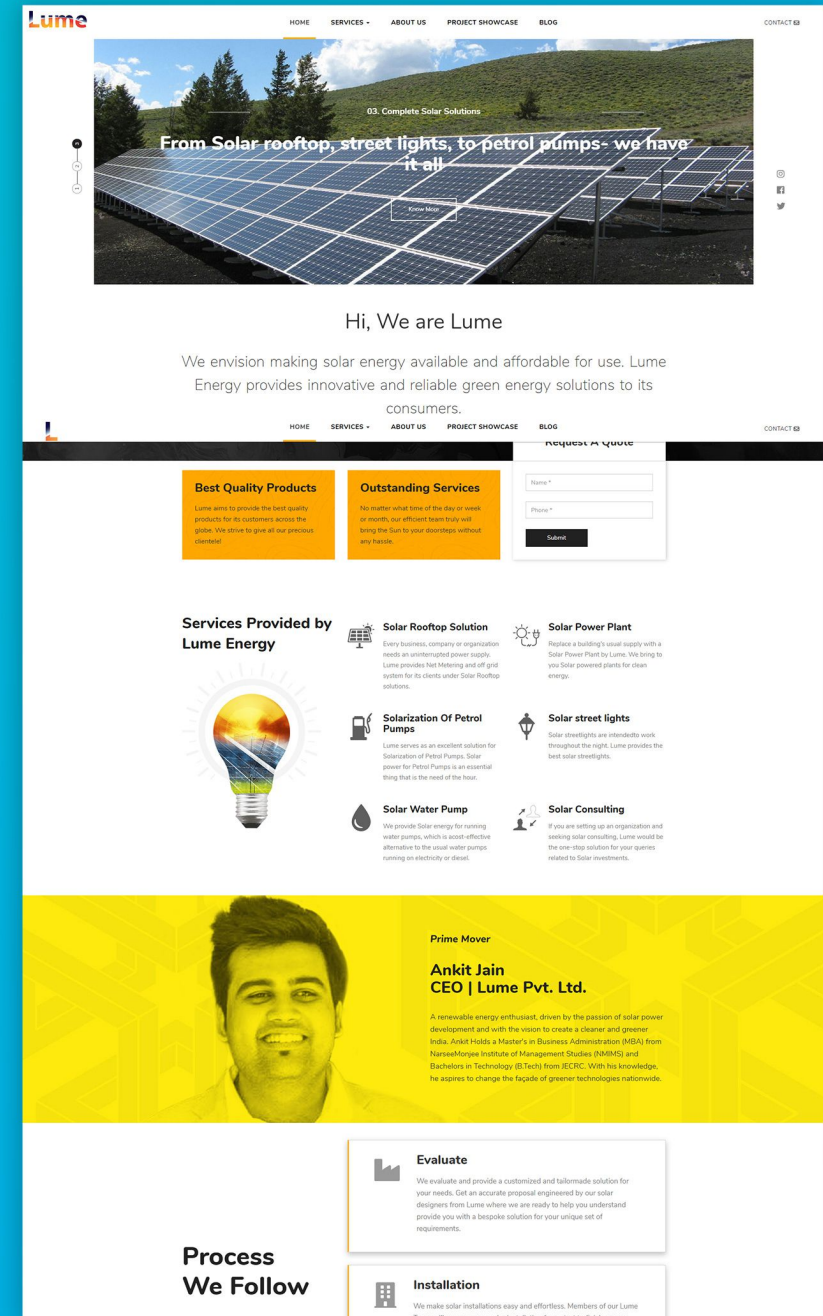 Lume
HOME SERVICES ABOUT US PROJECT SHOWCASE BLOG CONTACT
03. Complete Solar Solutions
From Solar rooftop, street lights, to petrol pumps- we have
it all
Know More
3
2
1
Hi, We are Lume
We envision making solar energy available and affordable for use. Lume
Energy provides innovative and reliable green energy solutions to its
consumers.
L
HOME SERVICES ABOUT US PROJECT SHOWCASE BLOG CONTACT
Request A Quote
Best Quality Products
Lume aims to provide the best quality
products for its customers across the
globe. We strive to give all our precious
clientele!
Outstanding Services
No matter what time of the day or week
or month, our efficient team truly will
bring the Sun to your doorsteps without
any hassle.
Name *
Phone *
Submit
Services Provided by
Lume Energy
Solar Rooftop Solution
Every business, company or organization
needs an uninterrupted power supply.
Lume provides Net Metering and off grid
system for its clients under Solar Rooftop
solutions.
Solar Power Plant
Replace a building's usual supply with a
Solar Power Plant by Lume. We bring to
you Solar powered plants for clean
energy.
Solarization Of Petrol
Pumps
Lume serves as an excellent solution for
Solarization of Petrol Pumps. Solar
power for Petrol Pumps is an essential
thing that is the need of the hour.
Solar street lights
Solar streetlights are intendedto work
throughout the night. Lume provides the
best solar streetlights.
Solar Water Pump
We provide Solar energy for running
water pumps, which is acost-effective
alternative to the usual water pumps
running on electricity or diesel.
Solar Consulting
If you are setting up an organization and
seeking solar consulting, Lume would be
the one-stop solution for your queries
related to Solar investments.
Prime Mover
Ankit Jain
CEO | Lume Pvt. Ltd.
A renewable energy enthusiast, driven by the passion of solar power
development and with the vision to create a cleaner and greener
India. Ankit Holds a Master's in Business Administration (MBA) from
NarseeMonjee Institute of Management Studies (NMIMS) and
Bachelors in Technology (B.Tech) from JECRC. With his knowledge,
he aspires to change the façade of greener technologies nationwide.
Process
We Follow
Evaluate
We evaluate and provide a customized and tailormade solution for
your needs. Get an accurate proposal engineered by our solar
designers from Lume where we are ready to help you understand
provide you with a bespoke solution for your unique set of
requirements.
Installation
We make solar installations easy and effortless. Members of our Lume